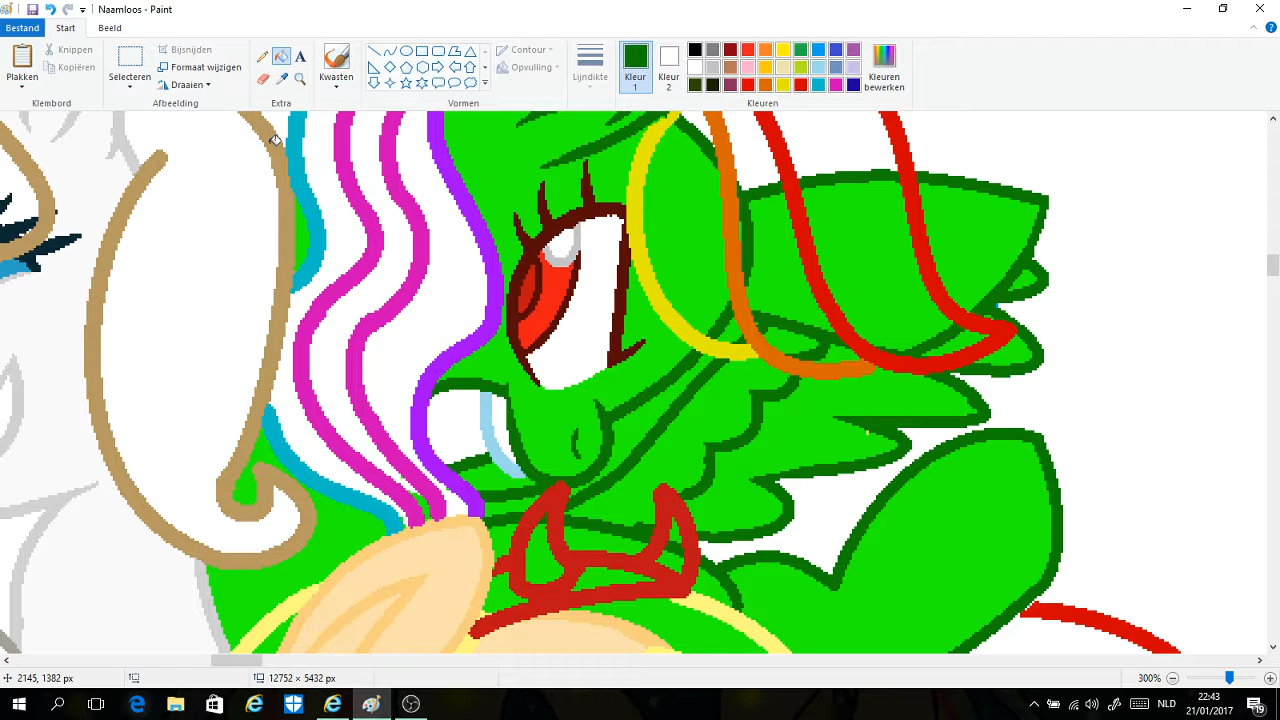 Naamloos - Paint
Bestand Start Beeld
Plakken
Knippen
Kopiëren
Klembord
Selecteren
Bijsnijden
Formaat wijzigen
Draaien
Afbeelding
A
Extra
Kwasten
Contour
Opvulling
Vormen
Lijndikte
Kleur
1
Kleur
2
Kleuren
bewerken
Kleuren
2145, 1382 px
12752 × 5432 px
300%
NLD
22:43
21/01/2017